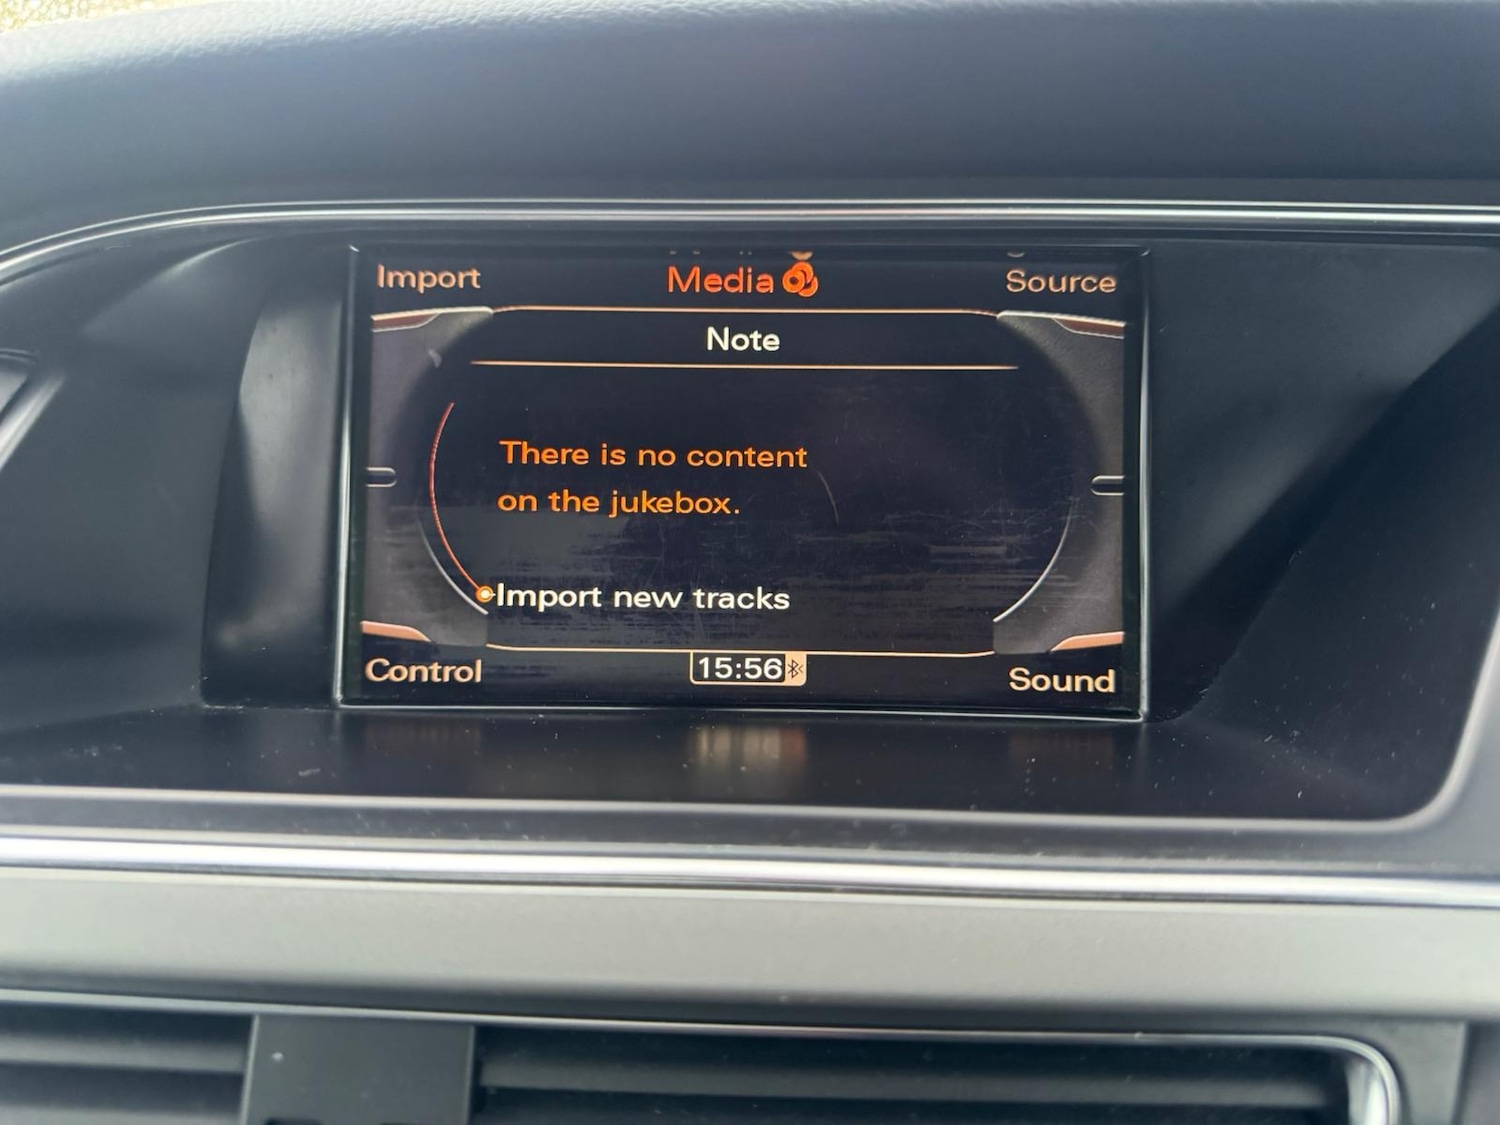 Import
Media
Source
Note
There is no content
on the jukebox.
Import new tracks
Control
15:56
Sound